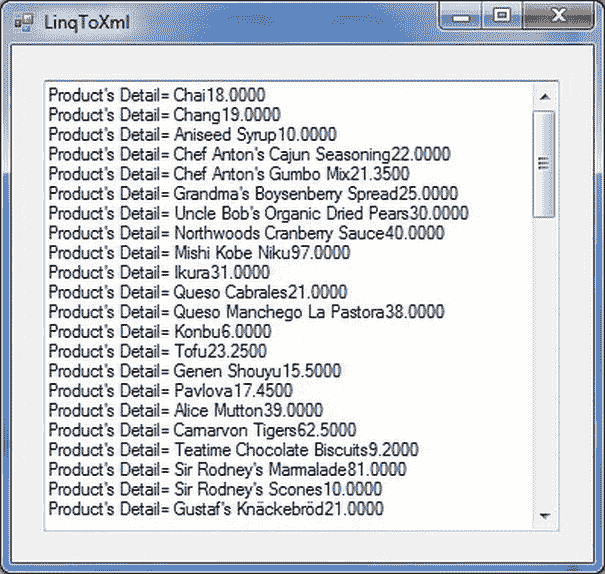 LinqToXml
Product's Detail= Chai18.0000
Product's Detail= Chang19.0000
Product's Detail= Aniseed Syrup10.0000
Product's Detail= Chef Anton's Cajun Seasoning22.0000
Product's Detail= Chef Anton's Gumbo Mix21.3500
Product's Detail= Grandma's Boysenberry Spread25.0000
Product's Detail= Uncle Bob's Organic Dried Pears30.0000
Product's Detail= Northwoods Cranberry Sauce40.0000
Product's Detail= Mishi Kobe Niku97.0000
Product's Detail= Ikura31.0000
Product's Detail= Queso Cabrales21.0000
Product's Detail= Queso Manchego La Pastora38.0000
Product's Detail= Konbu6.0000
Product's Detail= Tofu23.2500
Product's Detail= Genen Shouyu15.5000
Product's Detail= Pavlova17.4500
Product's Detail= Alice Mutton39.0000
Product's Detail= Carnarvon Tigers62.5000
Product's Detail= Teatime Chocolate Biscuits9.2000
Product's Detail= Sir Rodney's Marmalade81.0000
Product's Detail= Sir Rodney's Scones10.0000
Product's Detail= Gustaf's Knäckebröd21.0000